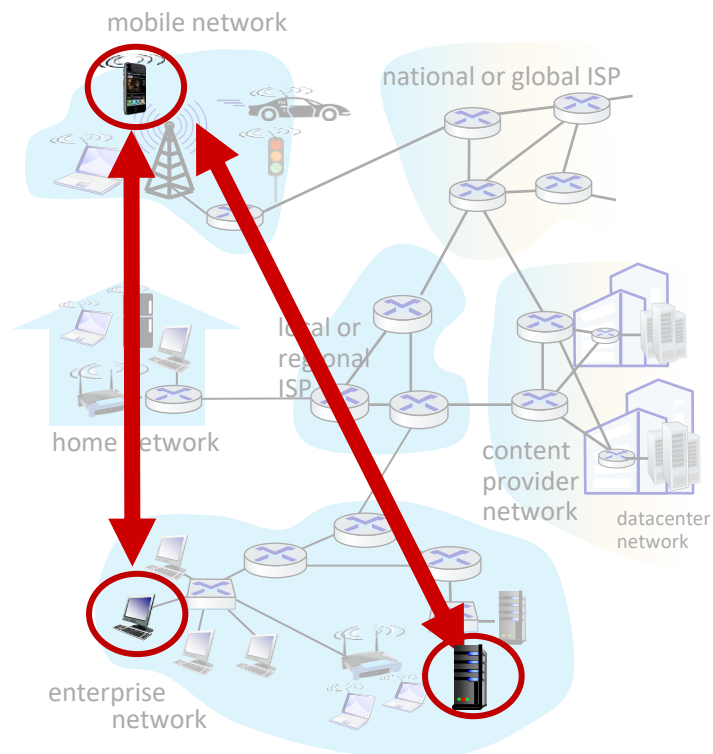 mobile network
national or global ISP
local or
regional
ISP
home network
content
provider
network
datacenter
network
enterprise
network